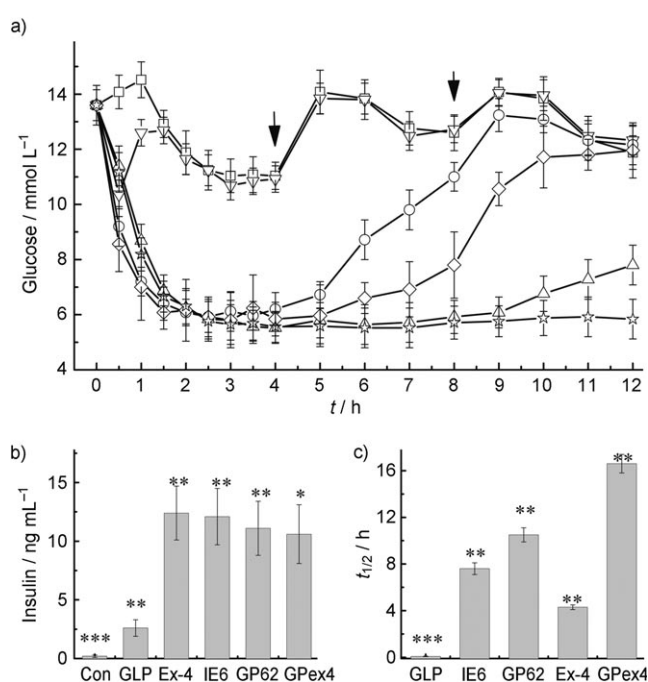 a)
16
14
12
10
8
6
4
Glucose / mmol L⁻¹
0 1 2 3 4 5 6 7 8 9 10 11 12
t / h
b)
15
10
5
0
Insulin / ng mL⁻¹
*** ** ** ** ** *
Con GLP Ex-4 IE6 GP62 GPex4
c)
16
12
8
4
0
t1/2 / h
*** ** ** ** **
GLP IE6 GP62 Ex-4 GPex4